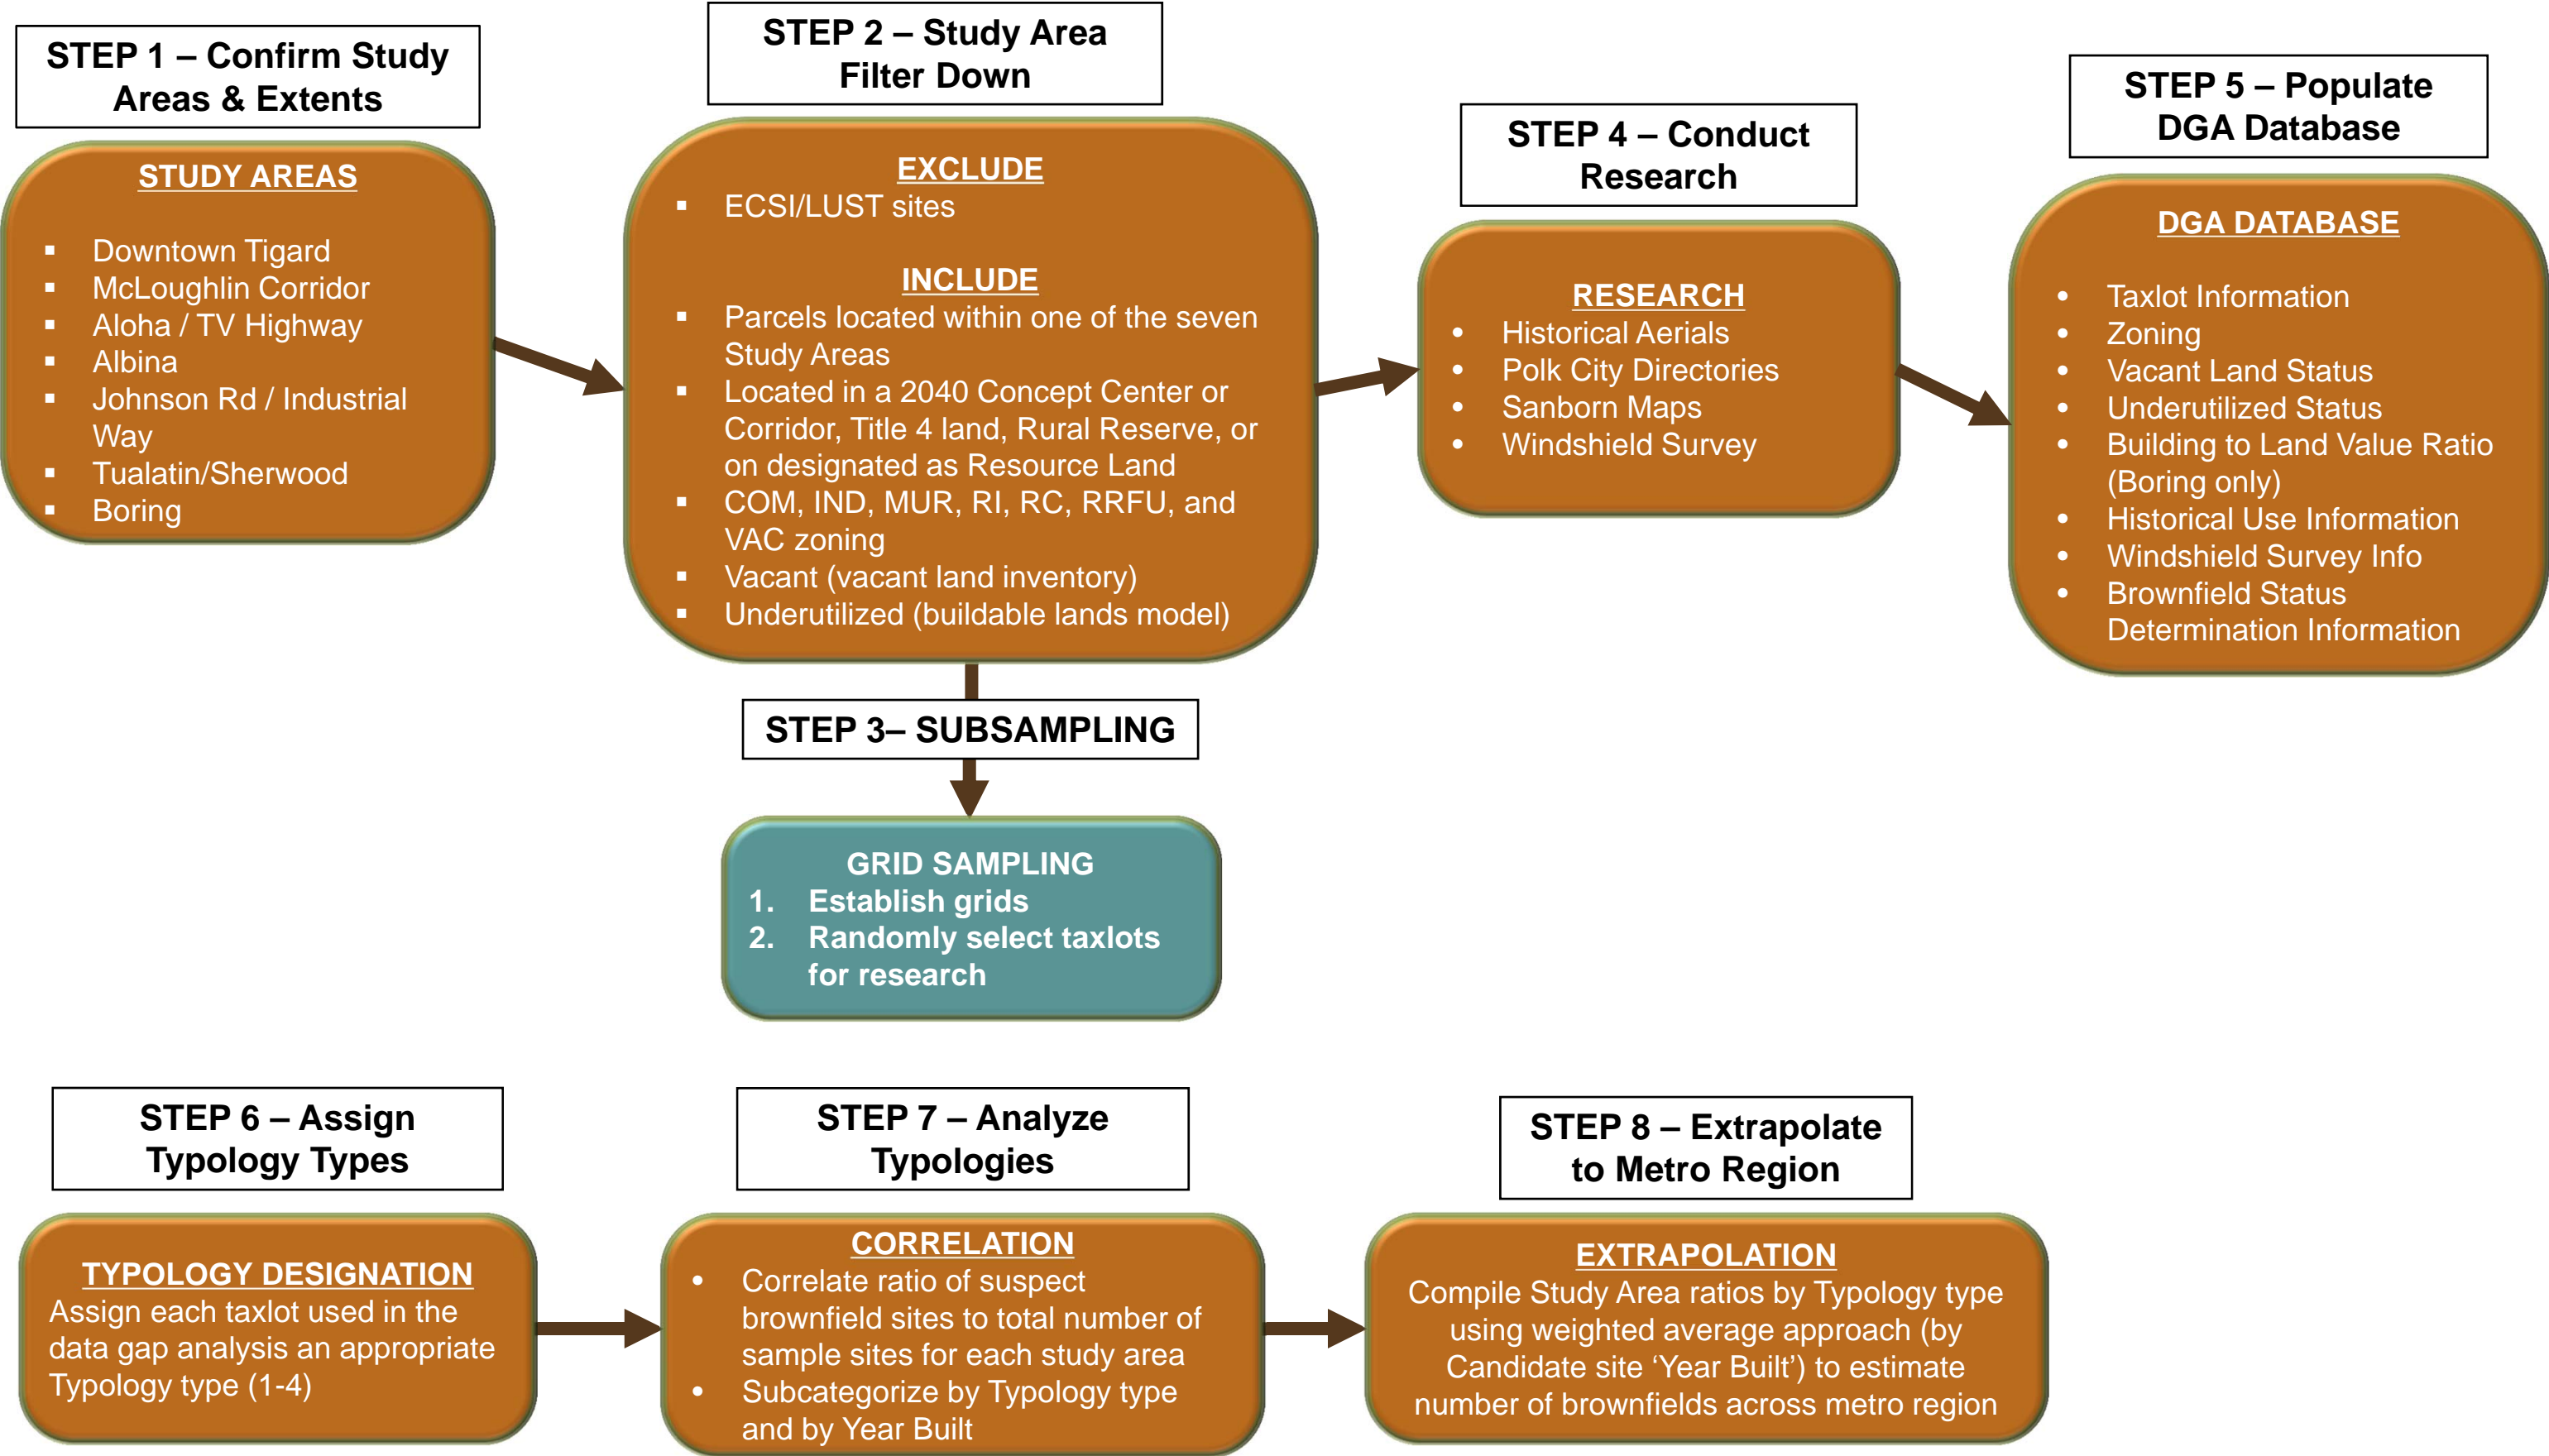 STEP 1 – Confirm Study
Areas & Extents
STUDY AREAS
▪ Downtown Tigard
▪ McLoughlin Corridor
▪ Aloha / TV Highway
▪ Albina
▪ Johnson Rd / Industrial
Way
▪ Tualatin/Sherwood
▪ Boring
STEP 2 – Study Area
Filter Down
EXCLUDE
▪ ECSI/LUST sites
INCLUDE
▪ Parcels located within one of the seven
Study Areas
▪ Located in a 2040 Concept Center or
Corridor, Title 4 land, Rural Reserve, or
on designated as Resource Land
▪ COM, IND, MUR, RI, RC, RRFU, and
VAC zoning
▪ Vacant (vacant land inventory)
▪ Underutilized (buildable lands model)
STEP 3– SUBSAMPLING
GRID SAMPLING
1. Establish grids
2. Randomly select taxlots
for research
STEP 4 – Conduct
Research
RESEARCH
• Historical Aerials
• Polk City Directories
• Sanborn Maps
• Windshield Survey
STEP 5 – Populate
DGA Database
DGA DATABASE
• Taxlot Information
• Zoning
• Vacant Land Status
• Underutilized Status
• Building to Land Value Ratio
(Boring only)
• Historical Use Information
• Windshield Survey Info
• Brownfield Status
Determination Information
STEP 6 – Assign
Typology Types
TYPOLOGY DESIGNATION
Assign each taxlot used in the
data gap analysis an appropriate
Typology type (1-4)
STEP 7 – Analyze
Typologies
CORRELATION
• Correlate ratio of suspect
brownfield sites to total number of
sample sites for each study area
• Subcategorize by Typology type
and by Year Built
STEP 8 – Extrapolate
to Metro Region
EXTRAPOLATION
Compile Study Area ratios by Typology type
using weighted average approach (by
Candidate site ‘Year Built’) to estimate
number of brownfields across metro region